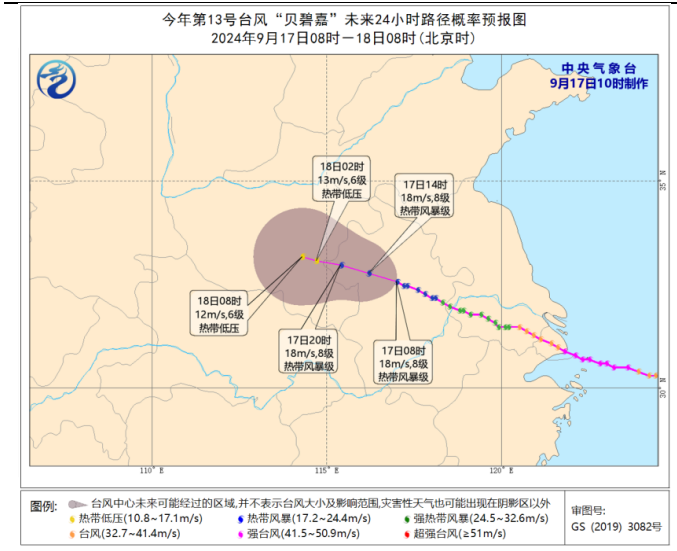 今年第13号台风“贝碧嘉”未来24小时路径概率预报图
2024年9月17日08时－18日08时(北京时)
中央气象台
9月17日10时制作
35° N
18日02时
13m/s,6级
热带低压
17日14时
18m/s,8级
热带风暴级
18日08时
12m/s,6级
热带低压
17日20时
18m/s,8级
热带风暴级
17日08时
18m/s,8级
热带风暴级
30° N
110° E
115° E
120° E
图例:
台风中心未来可能经过的区域,并不表示台风大小及影响范围,灾害性天气也可能出现在阴影区以外
热带低压(10.8~17.1m/s)
热带风暴(17.2~24.4m/s)
强热带风暴(24.5~32.6m/s)
台风(32.7~41.4m/s)
强台风(41.5~50.9m/s)
超强台风(≥51m/s)
审图号:
GS (2019) 3082号